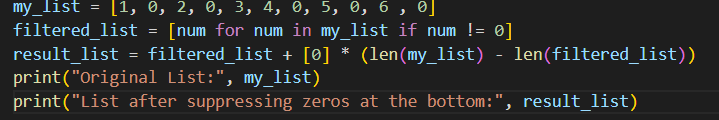 my_list = [1, 0, 2, 0, 3, 4, 0, 5, 0, 6 , 0]
filtered_list = [num for num in my_list if num != 0]
result_list = filtered_list + [0] * (len(my_list) - len(filtered_list))
print("Original List:", my_list)
print("List after suppressing zeros at the bottom:", result_list)